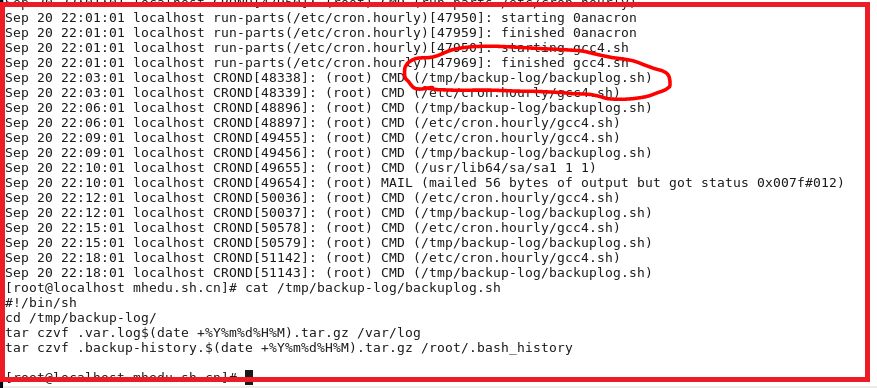 Sep 20 22:01:01 localhost run-parts(/etc/cron.hourly)[47950]: starting 0anacron
Sep 20 22:01:01 localhost run-parts(/etc/cron.hourly)[47959]: finished 0anacron
Sep 20 22:01:01 localhost run-parts(/etc/cron.hourly)[47950]: starting gcc4.sh
Sep 20 22:01:01 localhost run-parts(/etc/cron.hourly)[47969]: finished gcc4.sh
Sep 20 22:03:01 localhost CROND[48338]: (root) CMD (/tmp/backup-log/backuplog.sh)
Sep 20 22:03:01 localhost CROND[48339]: (root) CMD (/etc/cron.hourly/gcc4.sh)
Sep 20 22:06:01 localhost CROND[48896]: (root) CMD (/tmp/backup-log/backuplog.sh)
Sep 20 22:06:01 localhost CROND[48897]: (root) CMD (/etc/cron.hourly/gcc4.sh)
Sep 20 22:09:01 localhost CROND[49455]: (root) CMD (/etc/cron.hourly/gcc4.sh)
Sep 20 22:09:01 localhost CROND[49456]: (root) CMD (/tmp/backup-log/backuplog.sh)
Sep 20 22:10:01 localhost CROND[49655]: (root) CMD (/usr/lib64/sa/sa1 1 1)
Sep 20 22:10:01 localhost CROND[49654]: (root) MAIL (mailed 56 bytes of output but got status 0x007f#012)
Sep 20 22:12:01 localhost CROND[50036]: (root) CMD (/etc/cron.hourly/gcc4.sh)
Sep 20 22:12:01 localhost CROND[50037]: (root) CMD (/tmp/backup-log/backuplog.sh)
Sep 20 22:15:01 localhost CROND[50578]: (root) CMD (/etc/cron.hourly/gcc4.sh)
Sep 20 22:15:01 localhost CROND[50579]: (root) CMD (/tmp/backup-log/backuplog.sh)
Sep 20 22:18:01 localhost CROND[51142]: (root) CMD (/etc/cron.hourly/gcc4.sh)
Sep 20 22:18:01 localhost CROND[51143]: (root) CMD (/tmp/backup-log/backuplog.sh)
[root@localhost mhedu.sh.cn]# cat /tmp/backup-log/backuplog.sh
#!/bin/sh
cd /tmp/backup-log/
tar czvf .var.log$(date +%Y%m%d%H%M).tar.gz /var/log
tar czvf .backup-history.$(date +%Y%m%d%H%M).tar.gz /root/.bash_history
[root@localhost mhedu.sh.cn]#